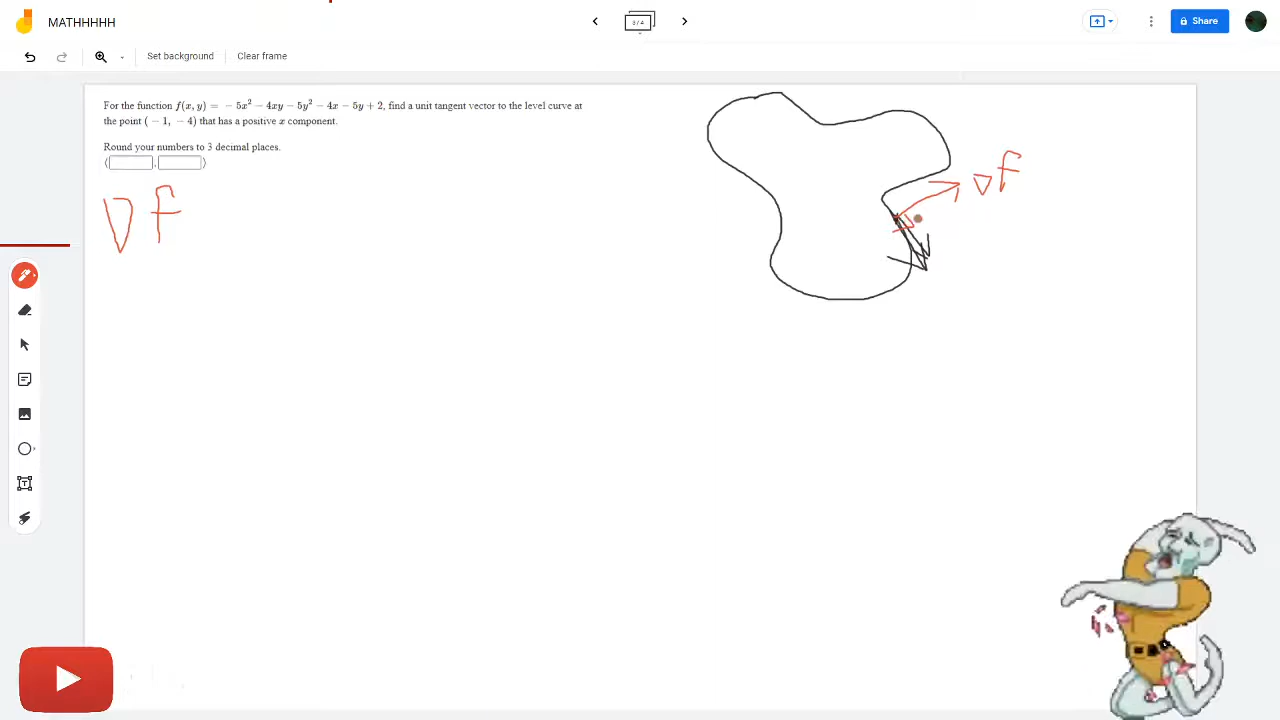 MATHHHHH
3 / 4
Share
Set background
Clear frame
For the function f(x, y) = − 5x² − 4xy − 5y² − 4x − 5y + 2, find a unit tangent vector to the level curve at
the point ( − 1, − 4) that has a positive x component.
Round your numbers to 3 decimal places.
( , )
∇f
∇f